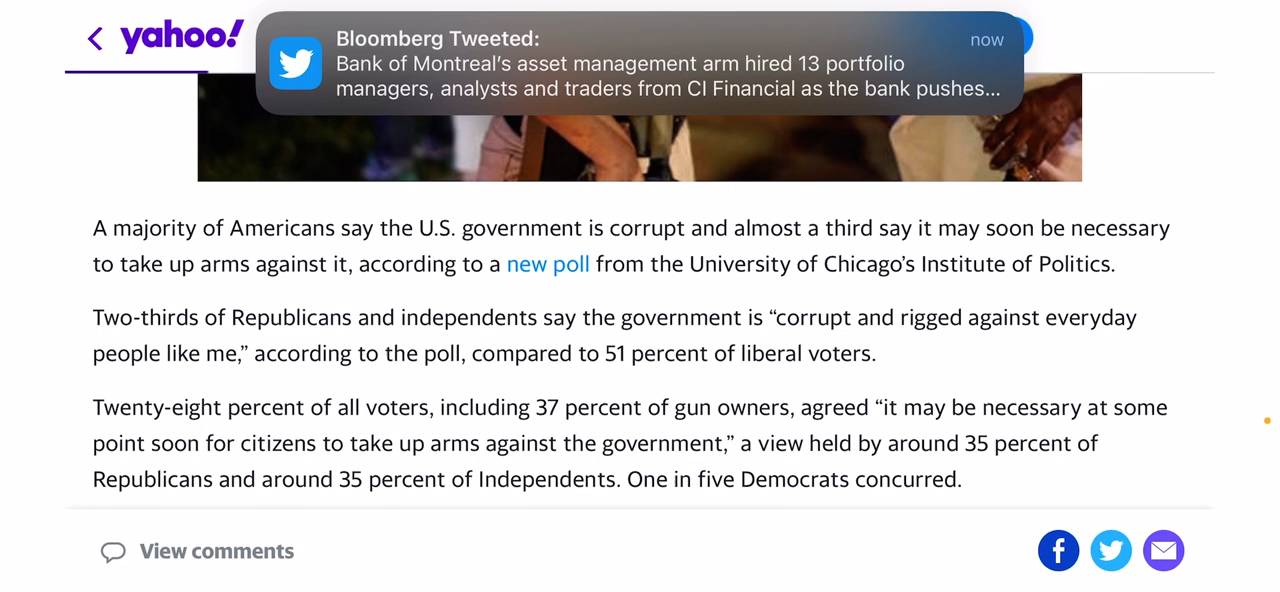 yahoo!
Bloomberg Tweeted:
now
Bank of Montreal’s asset management arm hired 13 portfolio
managers, analysts and traders from CI Financial as the bank pushes...
A majority of Americans say the U.S. government is corrupt and almost a third say it may soon be necessary
to take up arms against it, according to a new poll from the University of Chicago’s Institute of Politics.
Two-thirds of Republicans and independents say the government is “corrupt and rigged against everyday
people like me,” according to the poll, compared to 51 percent of liberal voters.
Twenty-eight percent of all voters, including 37 percent of gun owners, agreed “it may be necessary at some
point soon for citizens to take up arms against the government,” a view held by around 35 percent of
Republicans and around 35 percent of Independents. One in five Democrats concurred.
View comments